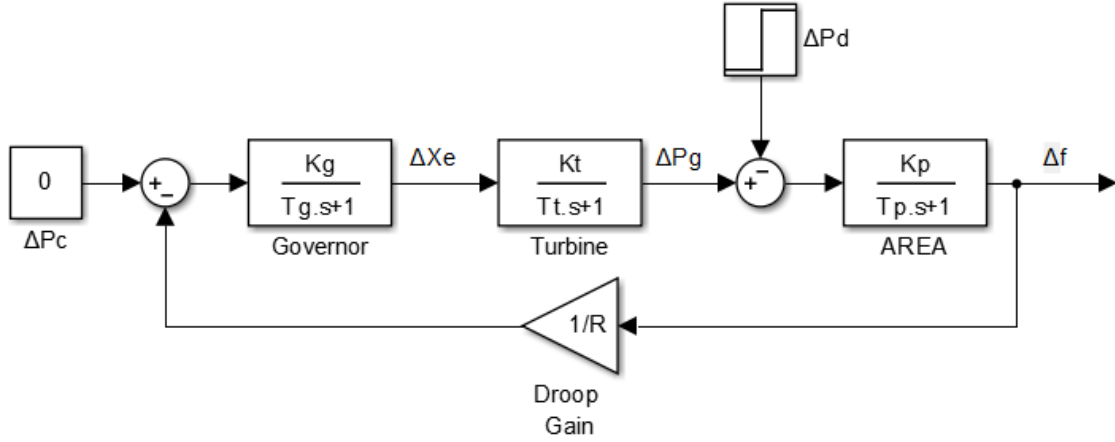 ΔPd
0
ΔPc
+
−
Kg
Tg.s+1
Governor
ΔXe
Kt
Tt.s+1
Turbine
ΔPg
−
+
Kp
Tp.s+1
AREA
Δf
1/R
Droop
Gain